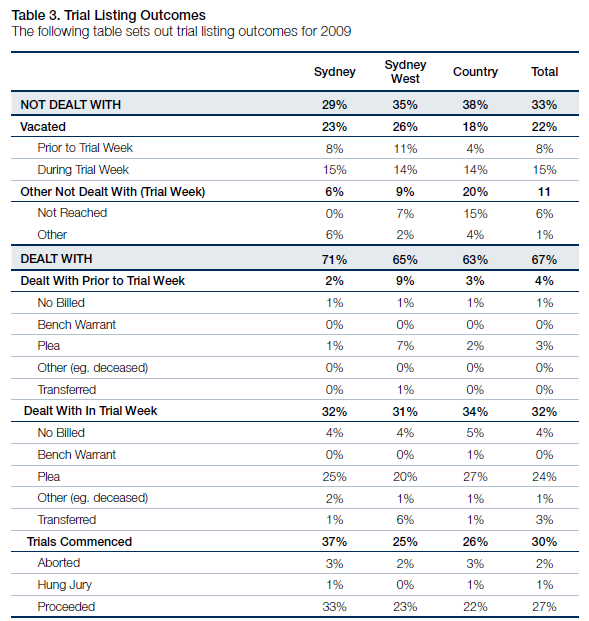 Table 3. Trial Listing Outcomes
The following table sets out trial listing outcomes for 2009
Sydney Sydney West Country Total
NOT DEALT WITH 29% 35% 38% 33%
Vacated 23% 26% 18% 22%
Prior to Trial Week 8% 11% 4% 8%
During Trial Week 15% 14% 14% 15%
Other Not Dealt With (Trial Week) 6% 9% 20% 11
Not Reached 0% 7% 15% 6%
Other 6% 2% 4% 1%
DEALT WITH 71% 65% 63% 67%
Dealt With Prior to Trial Week 2% 9% 3% 4%
No Billed 1% 1% 1% 1%
Bench Warrant 0% 0% 0% 0%
Plea 1% 7% 2% 3%
Other (eg. deceased) 0% 0% 0% 0%
Transferred 0% 1% 0% 0%
Dealt With In Trial Week 32% 31% 34% 32%
No Billed 4% 4% 5% 4%
Bench Warrant 0% 0% 1% 0%
Plea 25% 20% 27% 24%
Other (eg. deceased) 2% 1% 1% 1%
Transferred 1% 6% 1% 3%
Trials Commenced 37% 25% 26% 30%
Aborted 3% 2% 3% 2%
Hung Jury 1% 0% 1% 1%
Proceeded 33% 23% 22% 27%